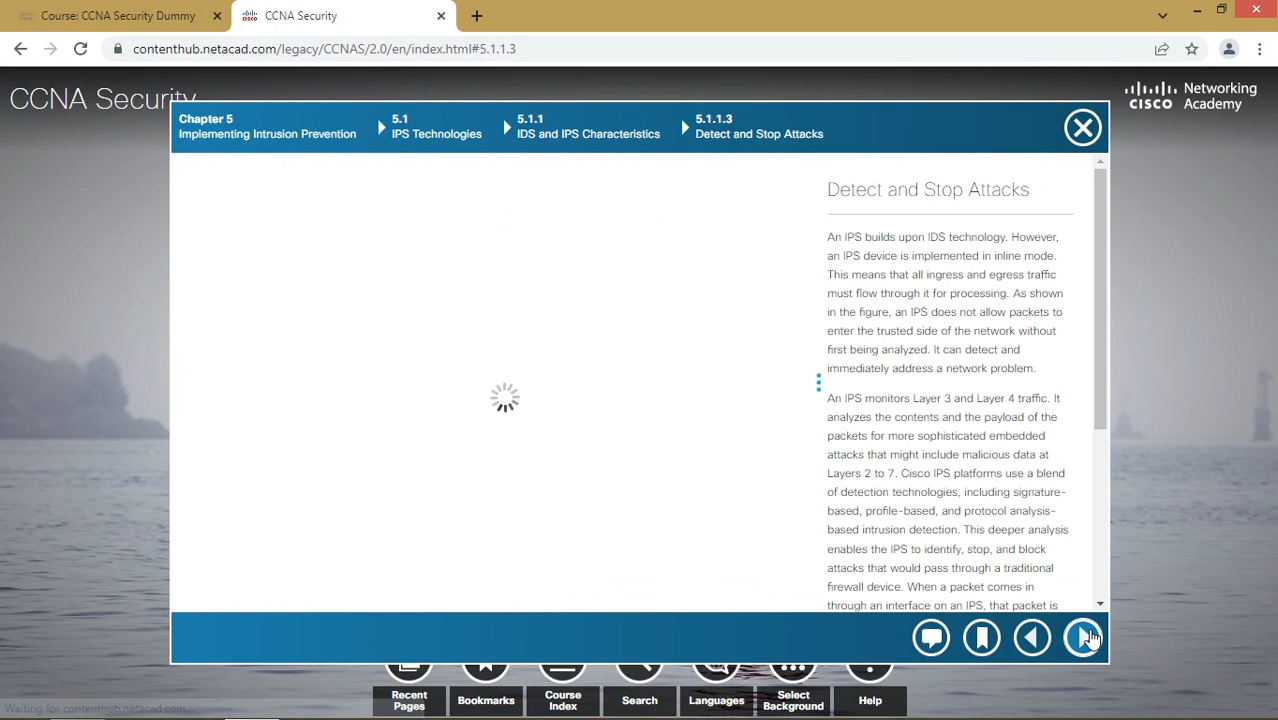 Course: CCNA Security Dummy
CCNA Security
contenthub.netacad.com/legacy/CCNAS/2.0/en/index.html#5.1.1.3
CCNA Security
Networking
CISCO Academy
Chapter 5
Implementing Intrusion Prevention
5.1
IPS Technologies
5.1.1
IDS and IPS Characteristics
5.1.1.3
Detect and Stop Attacks
Detect and Stop Attacks
An IPS builds upon IDS technology. However,
an IPS device is implemented in inline mode.
This means that all ingress and egress traffic
must flow through it for processing. As shown
in the figure, an IPS does not allow packets to
enter the trusted side of the network without
first being analyzed. It can detect and
immediately address a network problem.
An IPS monitors Layer 3 and Layer 4 traffic. It
analyzes the contents and the payload of the
packets for more sophisticated embedded
attacks that might include malicious data at
Layers 2 to 7. Cisco IPS platforms use a blend
of detection technologies, including signature-
based, profile-based, and protocol analysis-
based intrusion detection. This deeper analysis
enables the IPS to identify, stop, and block
attacks that would pass through a traditional
firewall device. When a packet comes in
through an interface on an IPS, that packet is
Recent
Pages
Bookmarks
Course
Index
Search
Languages
Select
Background
Help
Waiting for contenthub.netacad.com...